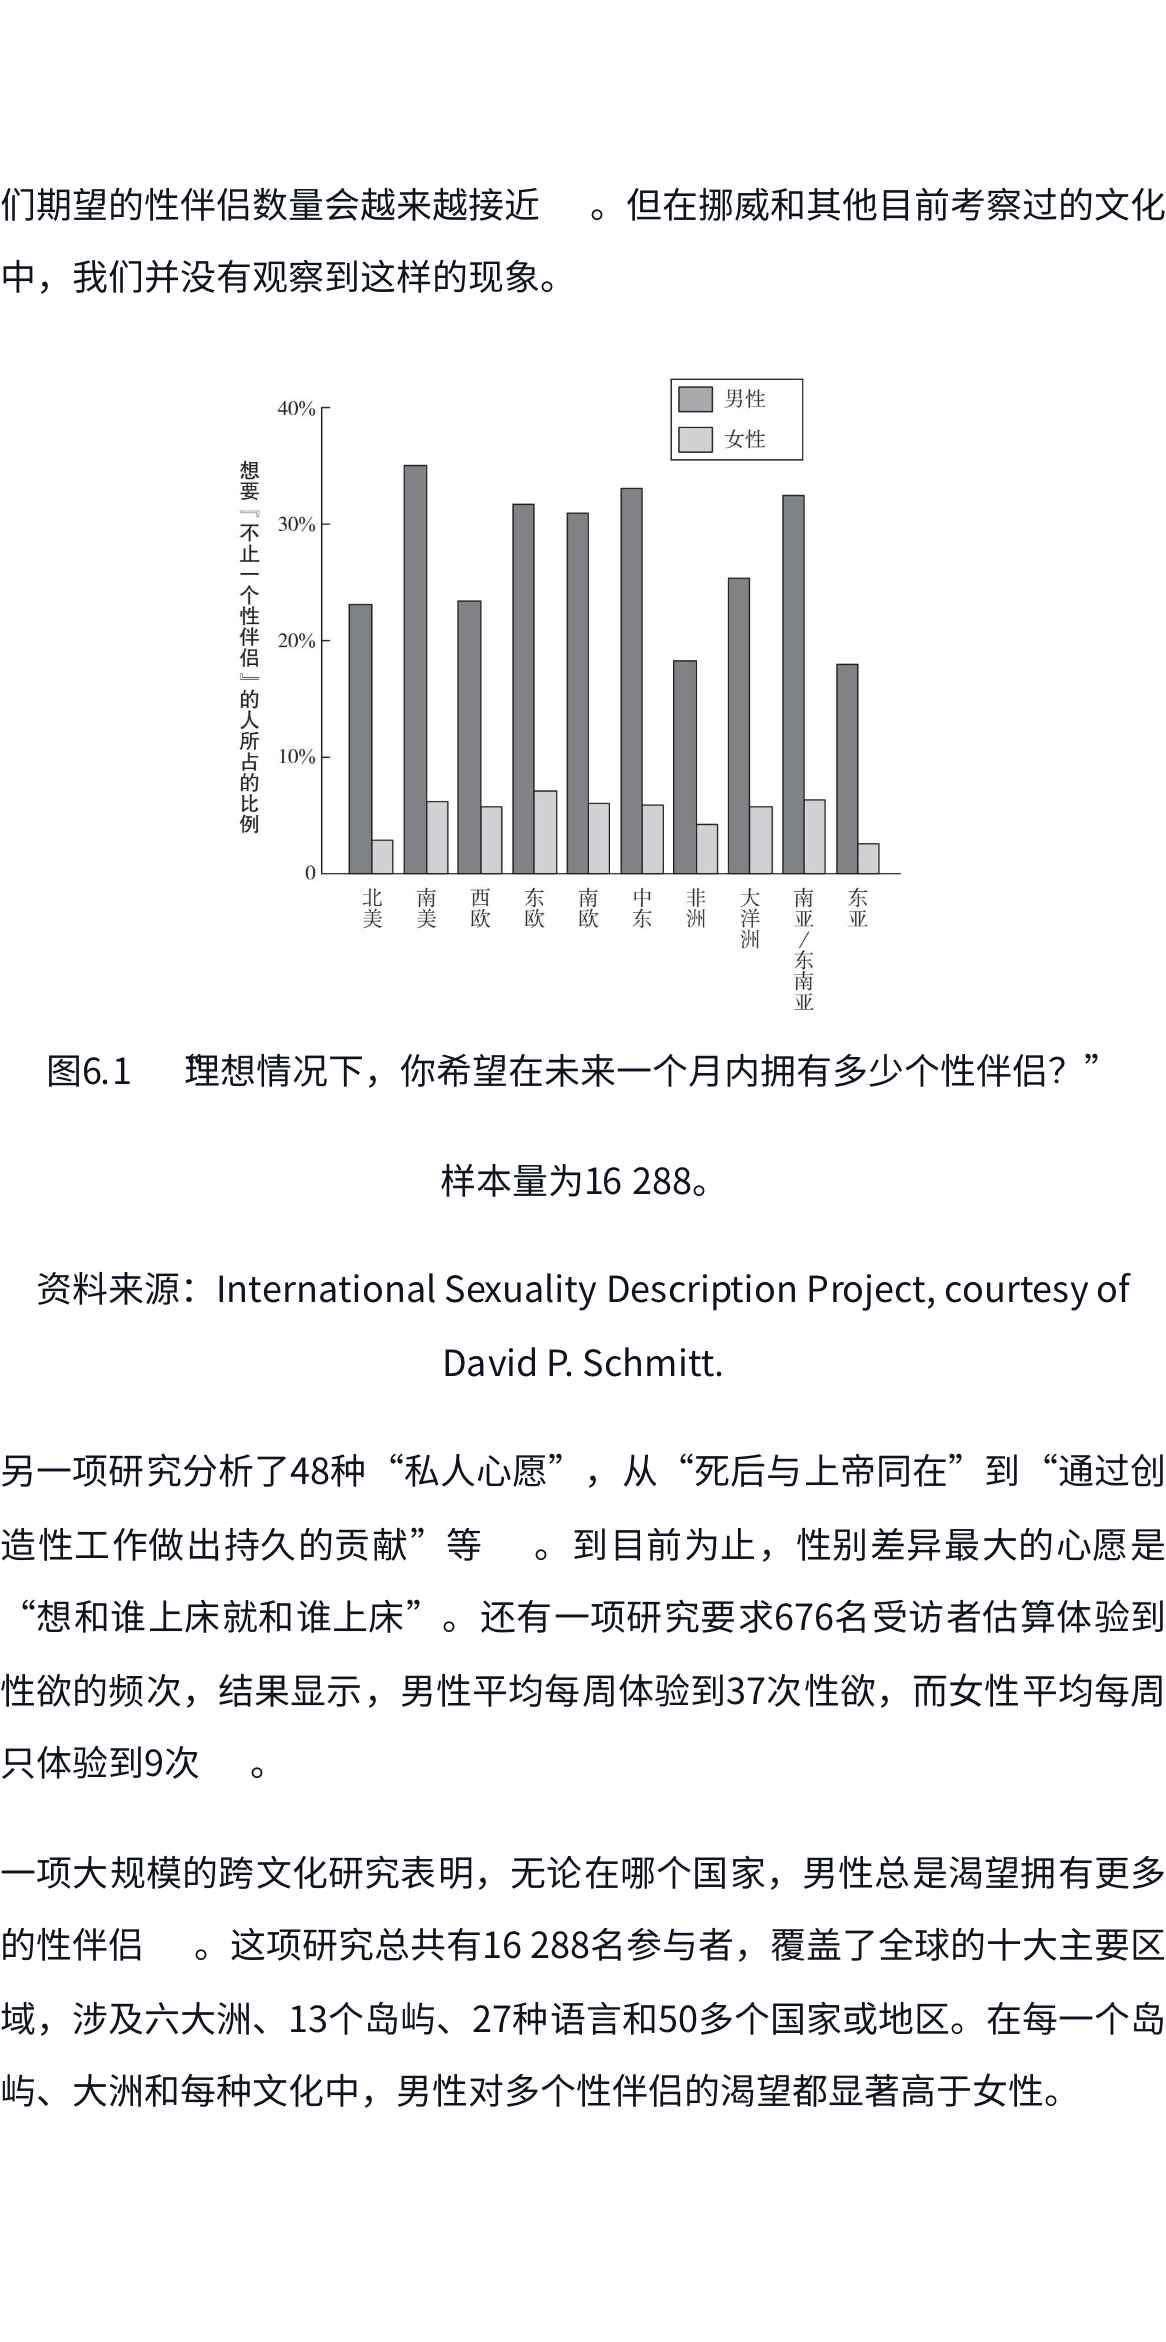 们期望的性伴侣数量会越来越接近 。但在挪威和其他目前考察过的文化
中，我们并没有观察到这样的现象。
男性
女性
想要『不止一个性伴侣』的人所占的比例
40%
30%
20%
10%
0
北美
南美
西欧
东欧
南欧
中东
非洲
大洋洲
南亚/东南亚
东亚
图6.1 “理想情况下，你希望在未来一个月内拥有多少个性伴侣？”
样本量为16 288。
资料来源：International Sexuality Description Project, courtesy of
David P. Schmitt.
另一项研究分析了48种“私人心愿”，从“死后与上帝同在”到“通过创
造性工作做出持久的贡献”等 。到目前为止，性别差异最大的心愿是
“想和谁上床就和谁上床”。还有一项研究要求676名受访者估算体验到
性欲的频次，结果显示，男性平均每周体验到37次性欲，而女性平均每周
只体验到9次 。
一项大规模的跨文化研究表明，无论在哪个国家，男性总是渴望拥有更多
的性伴侣 。这项研究总共有16 288名参与者，覆盖了全球的十大主要区
域，涉及六大洲、13个岛屿、27种语言和50多个国家或地区。在每一个岛
屿、大洲和每种文化中，男性对多个性伴侣的渴望都显著高于女性。